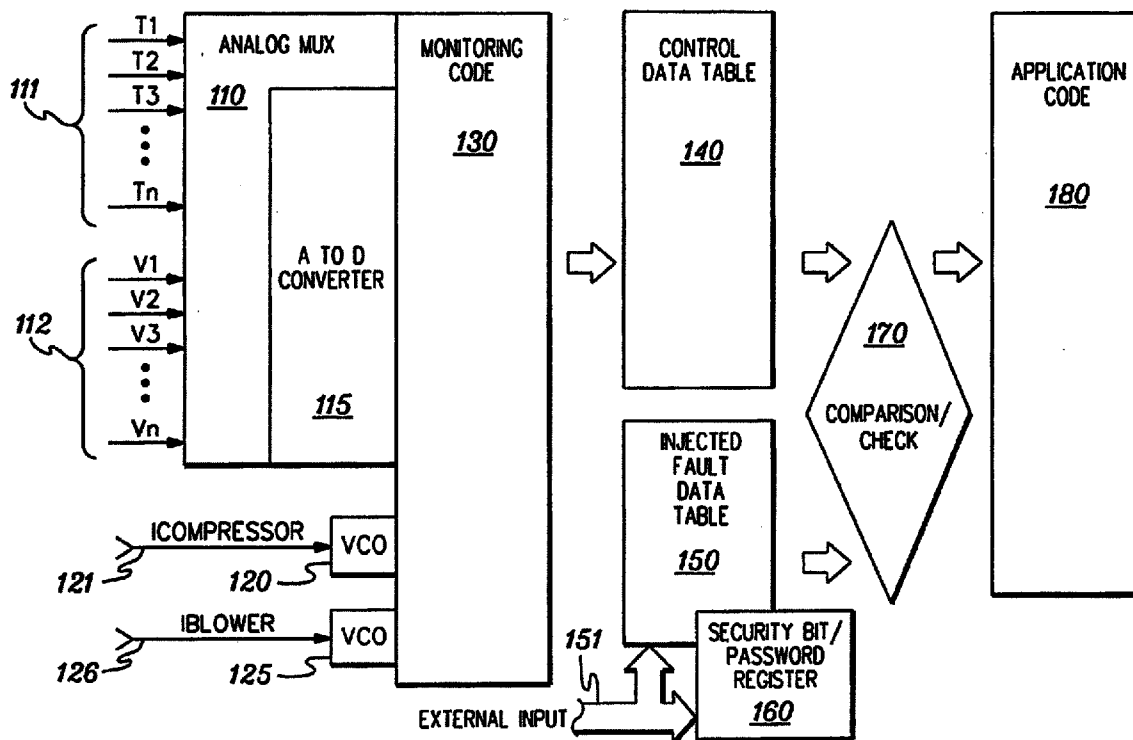 111
T1
T2
T3
Tn
112
V1
V2
V3
Vn
ANALOG MUX
110
A TO D
CONVERTER
115
MONITORING
CODE
130
ICOMPRESSOR
121
VCO
120
IBLOWER
126
VCO
125
CONTROL
DATA TABLE
140
INJECTED
FAULT
DATA
TABLE
150
151
EXTERNAL INPUT
SECURITY BIT/
PASSWORD
REGISTER
160
170
COMPARISON/
CHECK
APPLICATION
CODE
180